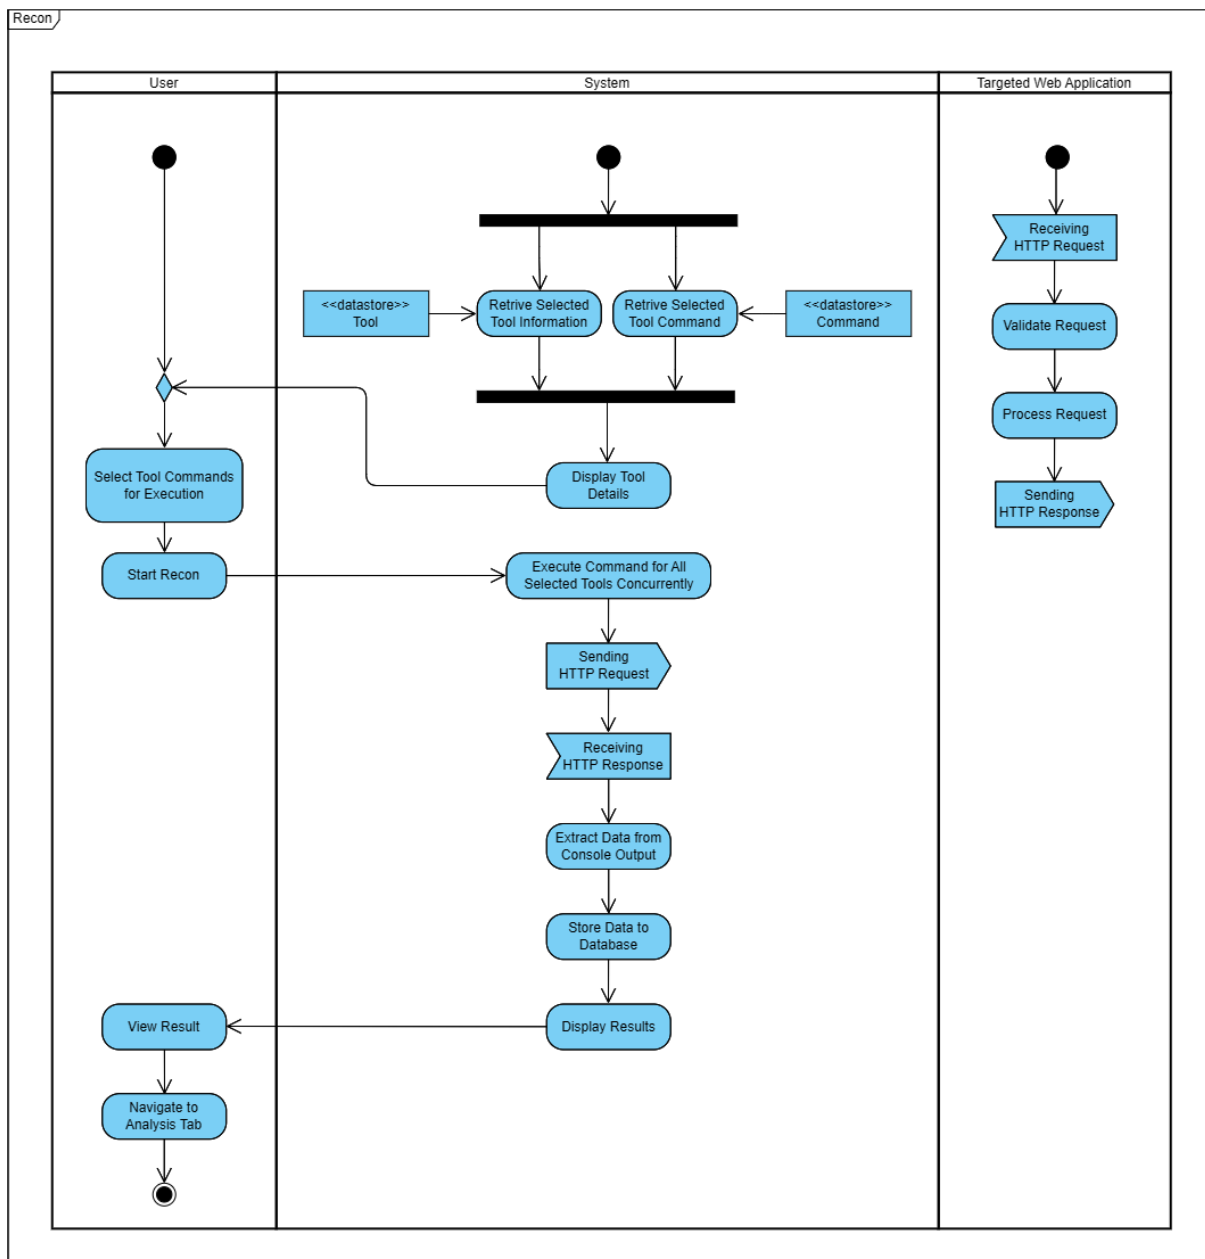 Recon
User
System
Targeted Web Application
Receiving
HTTP Request
<<datastore>>
Tool
Retrive Selected
Tool Information
Retrive Selected
Tool Command
<<datastore>>
Command
Validate Request
Process Request
Select Tool Commands
for Execution
Display Tool
Details
Sending
HTTP Response
Start Recon
Execute Command for All
Selected Tools Concurrently
Sending
HTTP Request
Receiving
HTTP Response
Extract Data from
Console Output
Store Data to
Database
View Result
Display Results
Navigate to
Analysis Tab